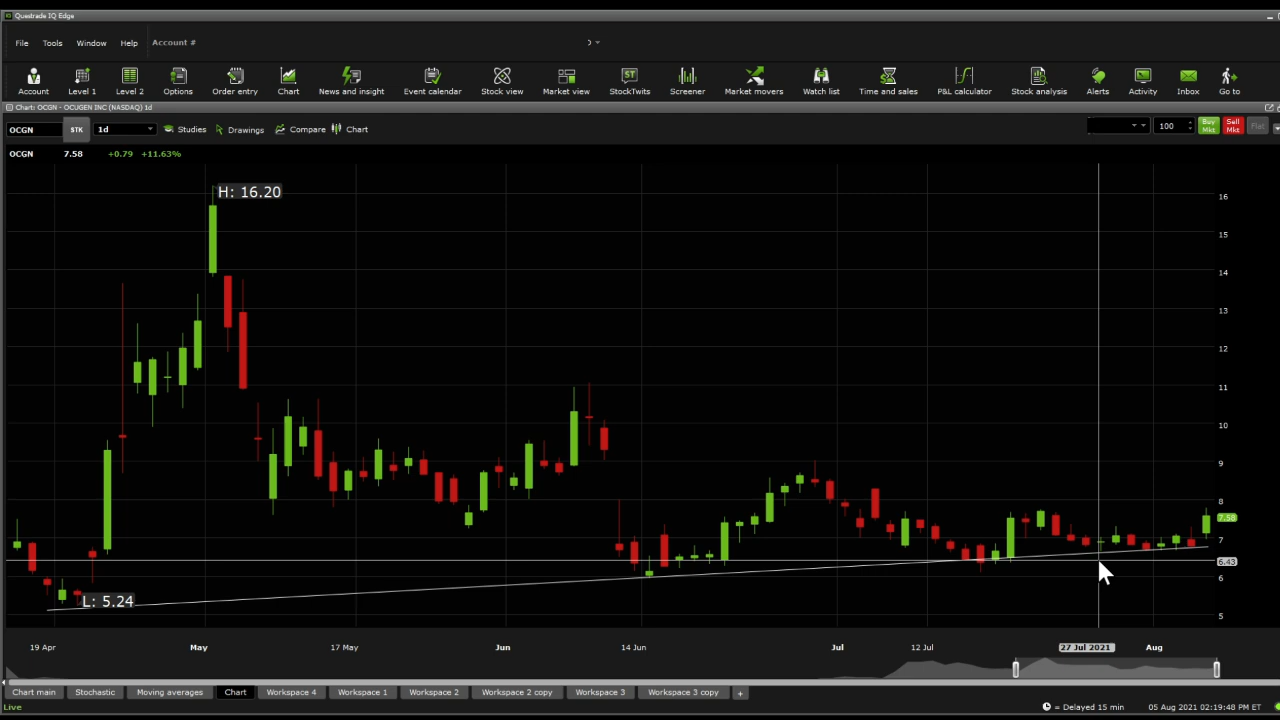 Questrade IQ Edge
File Tools Window Help Account #
Account Level 1 Level 2 Options Order entry Chart News and insight Event calendar Stock view Market view StockTwits Screener Market movers Watch list Time and sales P&L calculator Stock analysis Alerts Activity Inbox Go to
Chart: OCGN - OCUGEN INC (NASDAQ) 1d
OCGN STK 1d Studies Drawings Compare Chart 100 Buy Mkt Sell Mkt Flat
OCGN 7.58 +0.79 +11.63%
H: 16.20
16
15
14
13
12
11
10
9
8
7.58
7
6.43
6
L: 5.24
5
19 Apr May 17 May Jun 14 Jun Jul 12 Jul 27 Jul 2021 Aug
Chart main Stochastic Moving averages Chart Workspace 4 Workspace 1 Workspace 2 Workspace 2 copy Workspace 3 Workspace 3 copy +
Live = Delayed 15 min 05 Aug 2021 02:19:48 PM ET